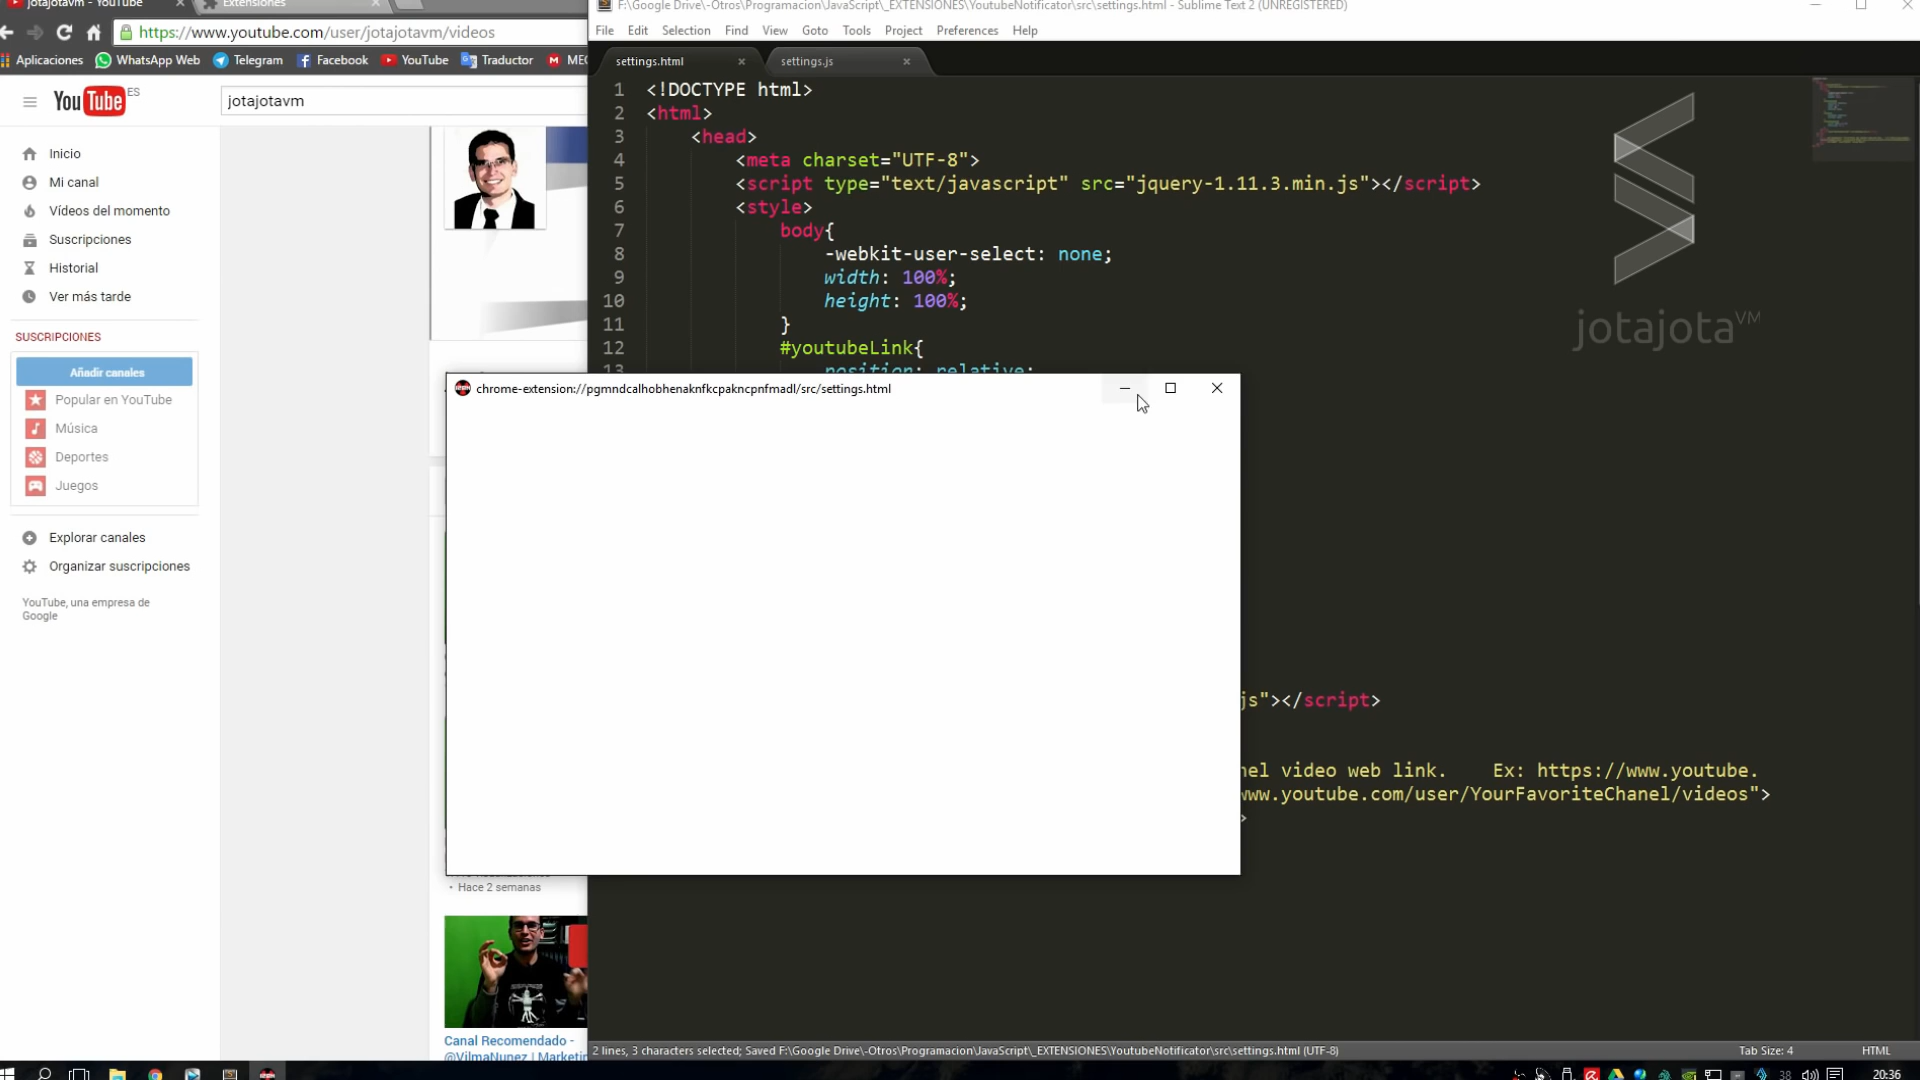 jotajotavm - YouTube
Extensiones
https://www.youtube.com/user/jotajotavm/videos
Aplicaciones
WhatsApp Web
Telegram
Facebook
YouTube
Traductor
YouTube ES
jotajotavm
Inicio
Mi canal
Vídeos del momento
Suscripciones
Historial
Ver más tarde
SUSCRIPCIONES
Añadir canales
Popular en YouTube
Música
Deportes
Juegos
Explorar canales
Organizar suscripciones
YouTube, una empresa de
Google
• Hace 2 semanas
Canal Recomendado -
@VilmaNunez | Marketin
F:\Google Drive\-Otros\Programacion\JavaScript\_EXTENSIONES\YoutubeNotificator\src\settings.html - Sublime Text 2 (UNREGISTERED)
File Edit Selection Find View Goto Tools Project Preferences Help
settings.html
settings.js
1 <!DOCTYPE html>
2 <html>
3 <head>
4 <meta charset="UTF-8">
5 <script type="text/javascript" src="jquery-1.11.3.min.js"></script>
6 <style>
7 body{
8 -webkit-user-select: none;
9 width: 100%;
10 height: 100%;
11 }
12 #youtubeLink{
13 position: relative;
jotajota VM
chrome-extension://pgmndcalhobhenaknfkcpakncpnfmadl/src/settings.html
js"></script>
nel video web link. Ex: https://www.youtube.
www.youtube.com/user/YourFavoriteChanel/videos">
>
2 lines, 3 characters selected; Saved F:\Google Drive\-Otros\Programacion\JavaScript\_EXTENSIONES\YoutubeNotificator\src\settings.html (UTF-8)
Tab Size: 4
HTML
38
20:36